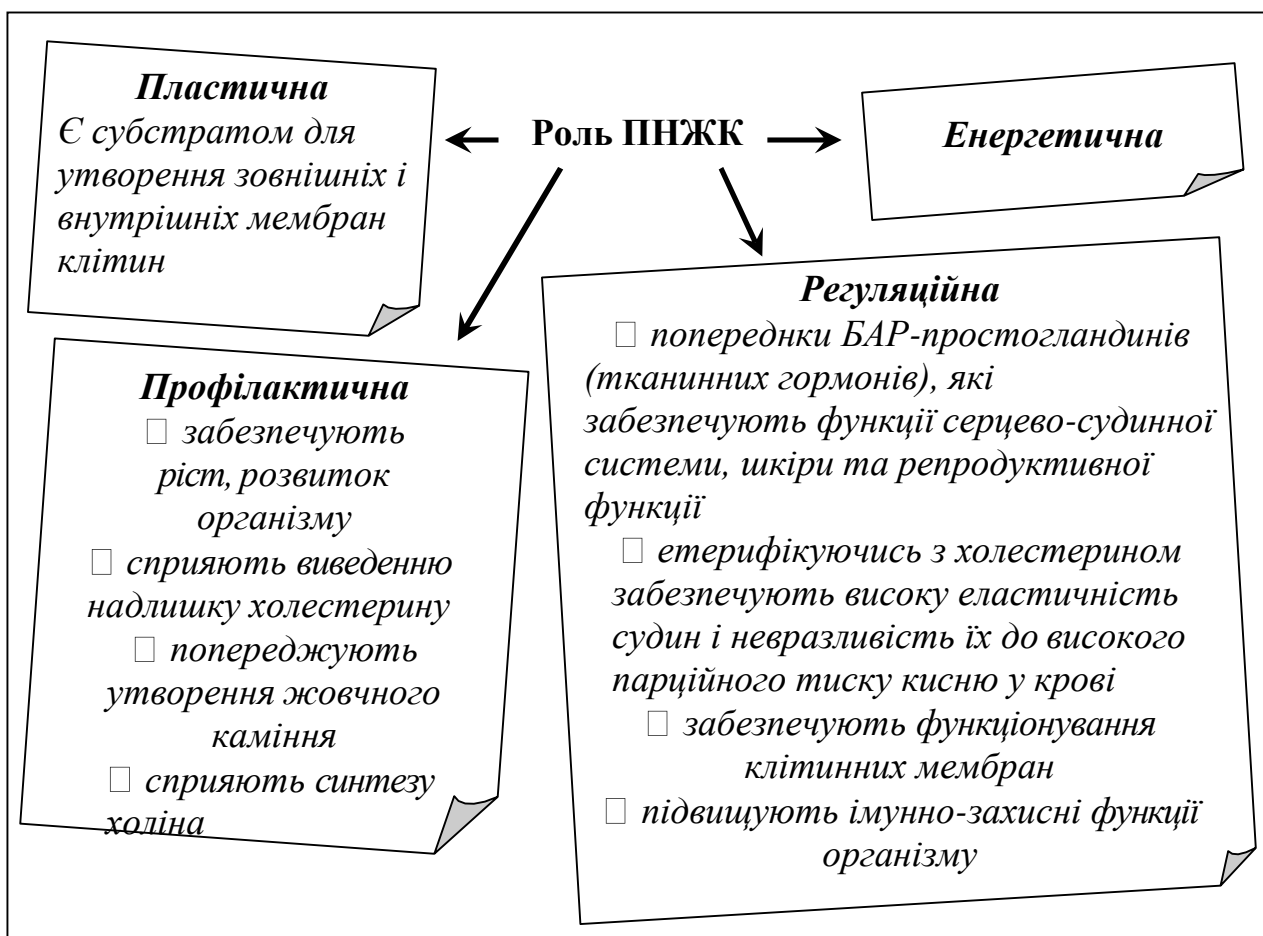 Пластична
Є субстратом для
утворення зовнішніх і
внутрішніх мембран
клітин
Роль ПНЖК
Енергетична
Профілактична
□ забезпечують
ріст, розвиток
організму
□ сприяють виведенню
надлишку холестерину
□ попереджують
утворення жовчного
каміння
□ сприяють синтезу
холіна
Регуляційна
□ попереднки БАР-простогландинів
(тканинних гормонів), які
забезпечують функції серцево-судинної
системи, шкіри та репродуктивної
функції
□ етерифікуючись з холестерином
забезпечують високу еластичність
судин і невразливість їх до високого
парційного тиску кисню у крові
□ забезпечують функціонування
клітинних мембран
□ підвищують імунно-захисні функції
організму